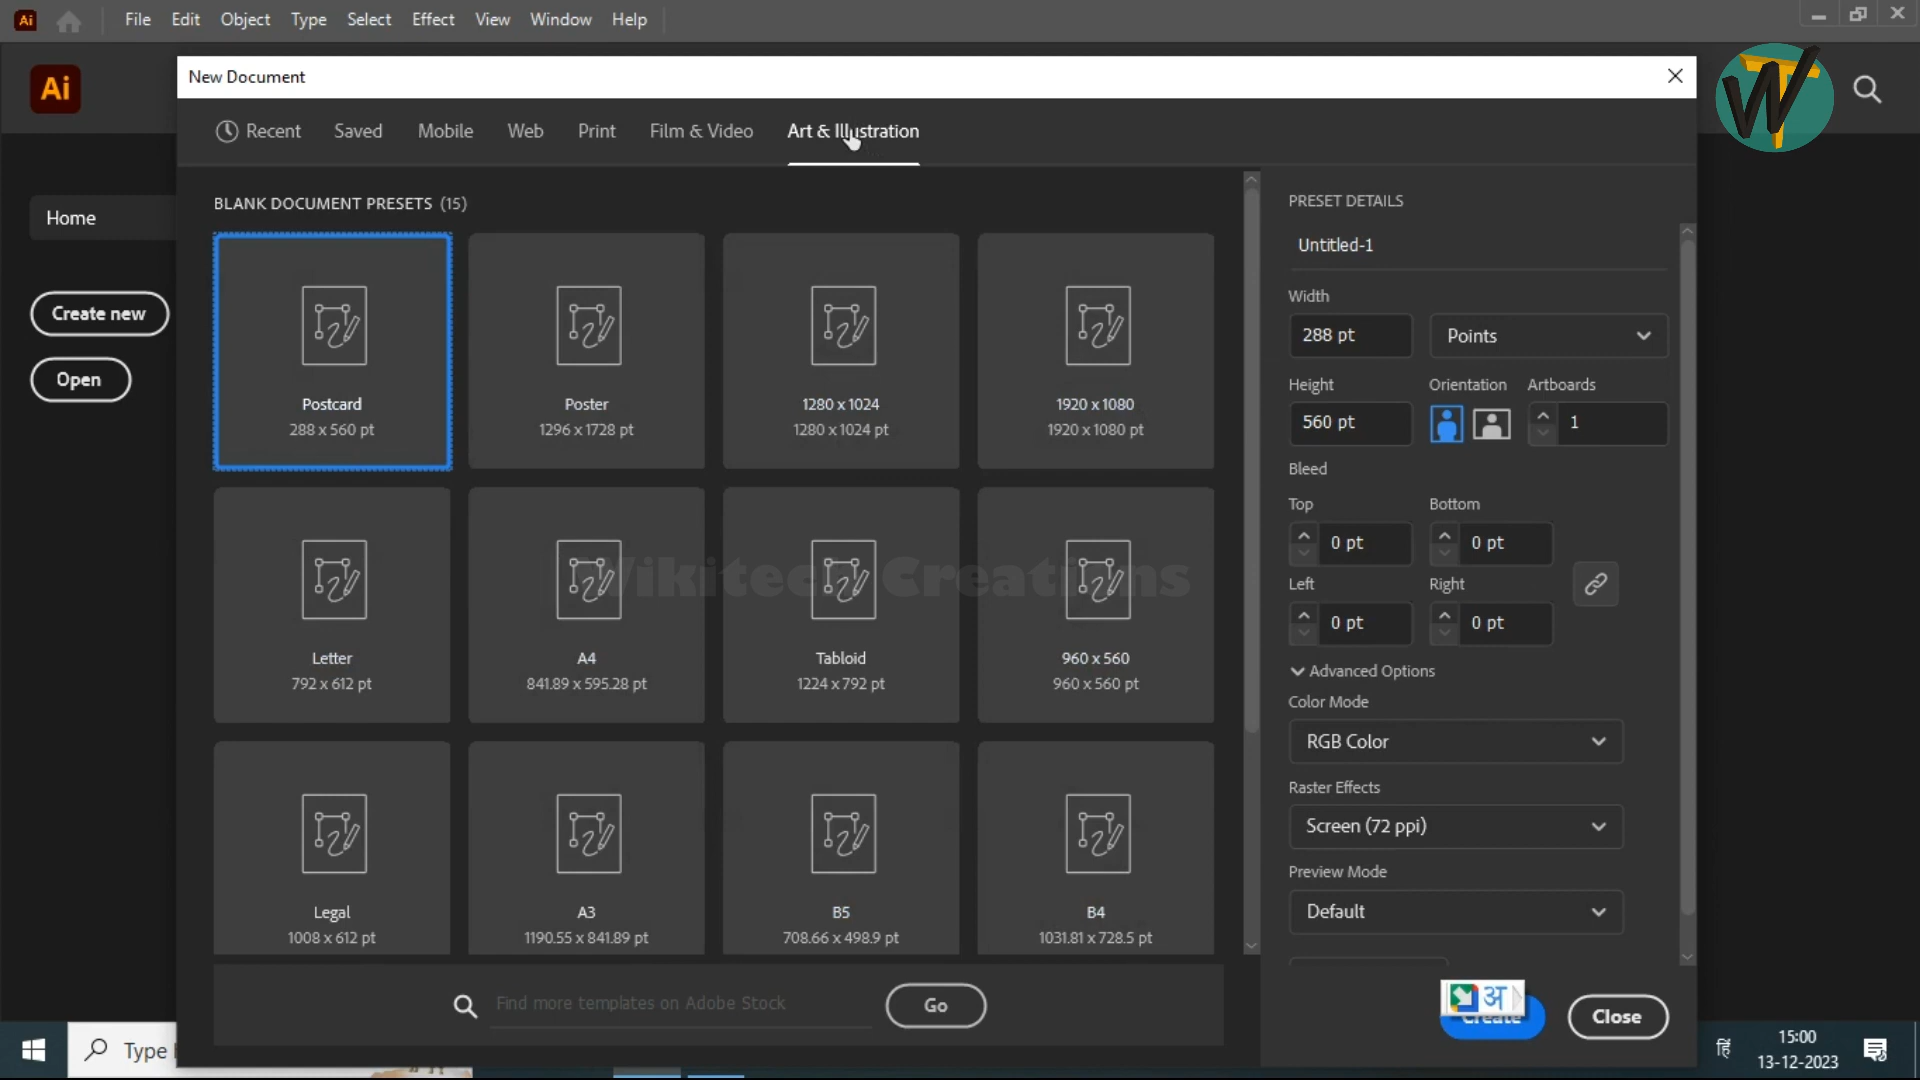 Ai File Edit Object Type Select Effect View Window Help
Ai
New Document
WT
Recent Saved Mobile Web Print Film & Video Art & Illustration
BLANK DOCUMENT PRESETS (15)
Home
Create new
Open
Postcard
288 x 560 pt
Poster
1296 x 1728 pt
1280 x 1024
1280 x 1024 pt
1920 x 1080
1920 x 1080 pt
Letter
792 x 612 pt
A4
841.89 x 595.28 pt
Tabloid
1224 x 792 pt
960 x 560
960 x 560 pt
Wikitech Creations
Legal
1008 x 612 pt
A3
1190.55 x 841.89 pt
B5
708.66 x 498.9 pt
B4
1031.81 x 728.5 pt
Find more templates on Adobe Stock
Go
PRESET DETAILS
Untitled-1
Width
288 pt Points
Height Orientation Artboards
560 pt 1
Bleed
Top Bottom
0 pt 0 pt
Left Right
0 pt 0 pt
Advanced Options
Color Mode
RGB Color
Raster Effects
Screen (72 ppi)
Preview Mode
Default
अ
Create Close
Type
हिं
15:00
13-12-2023